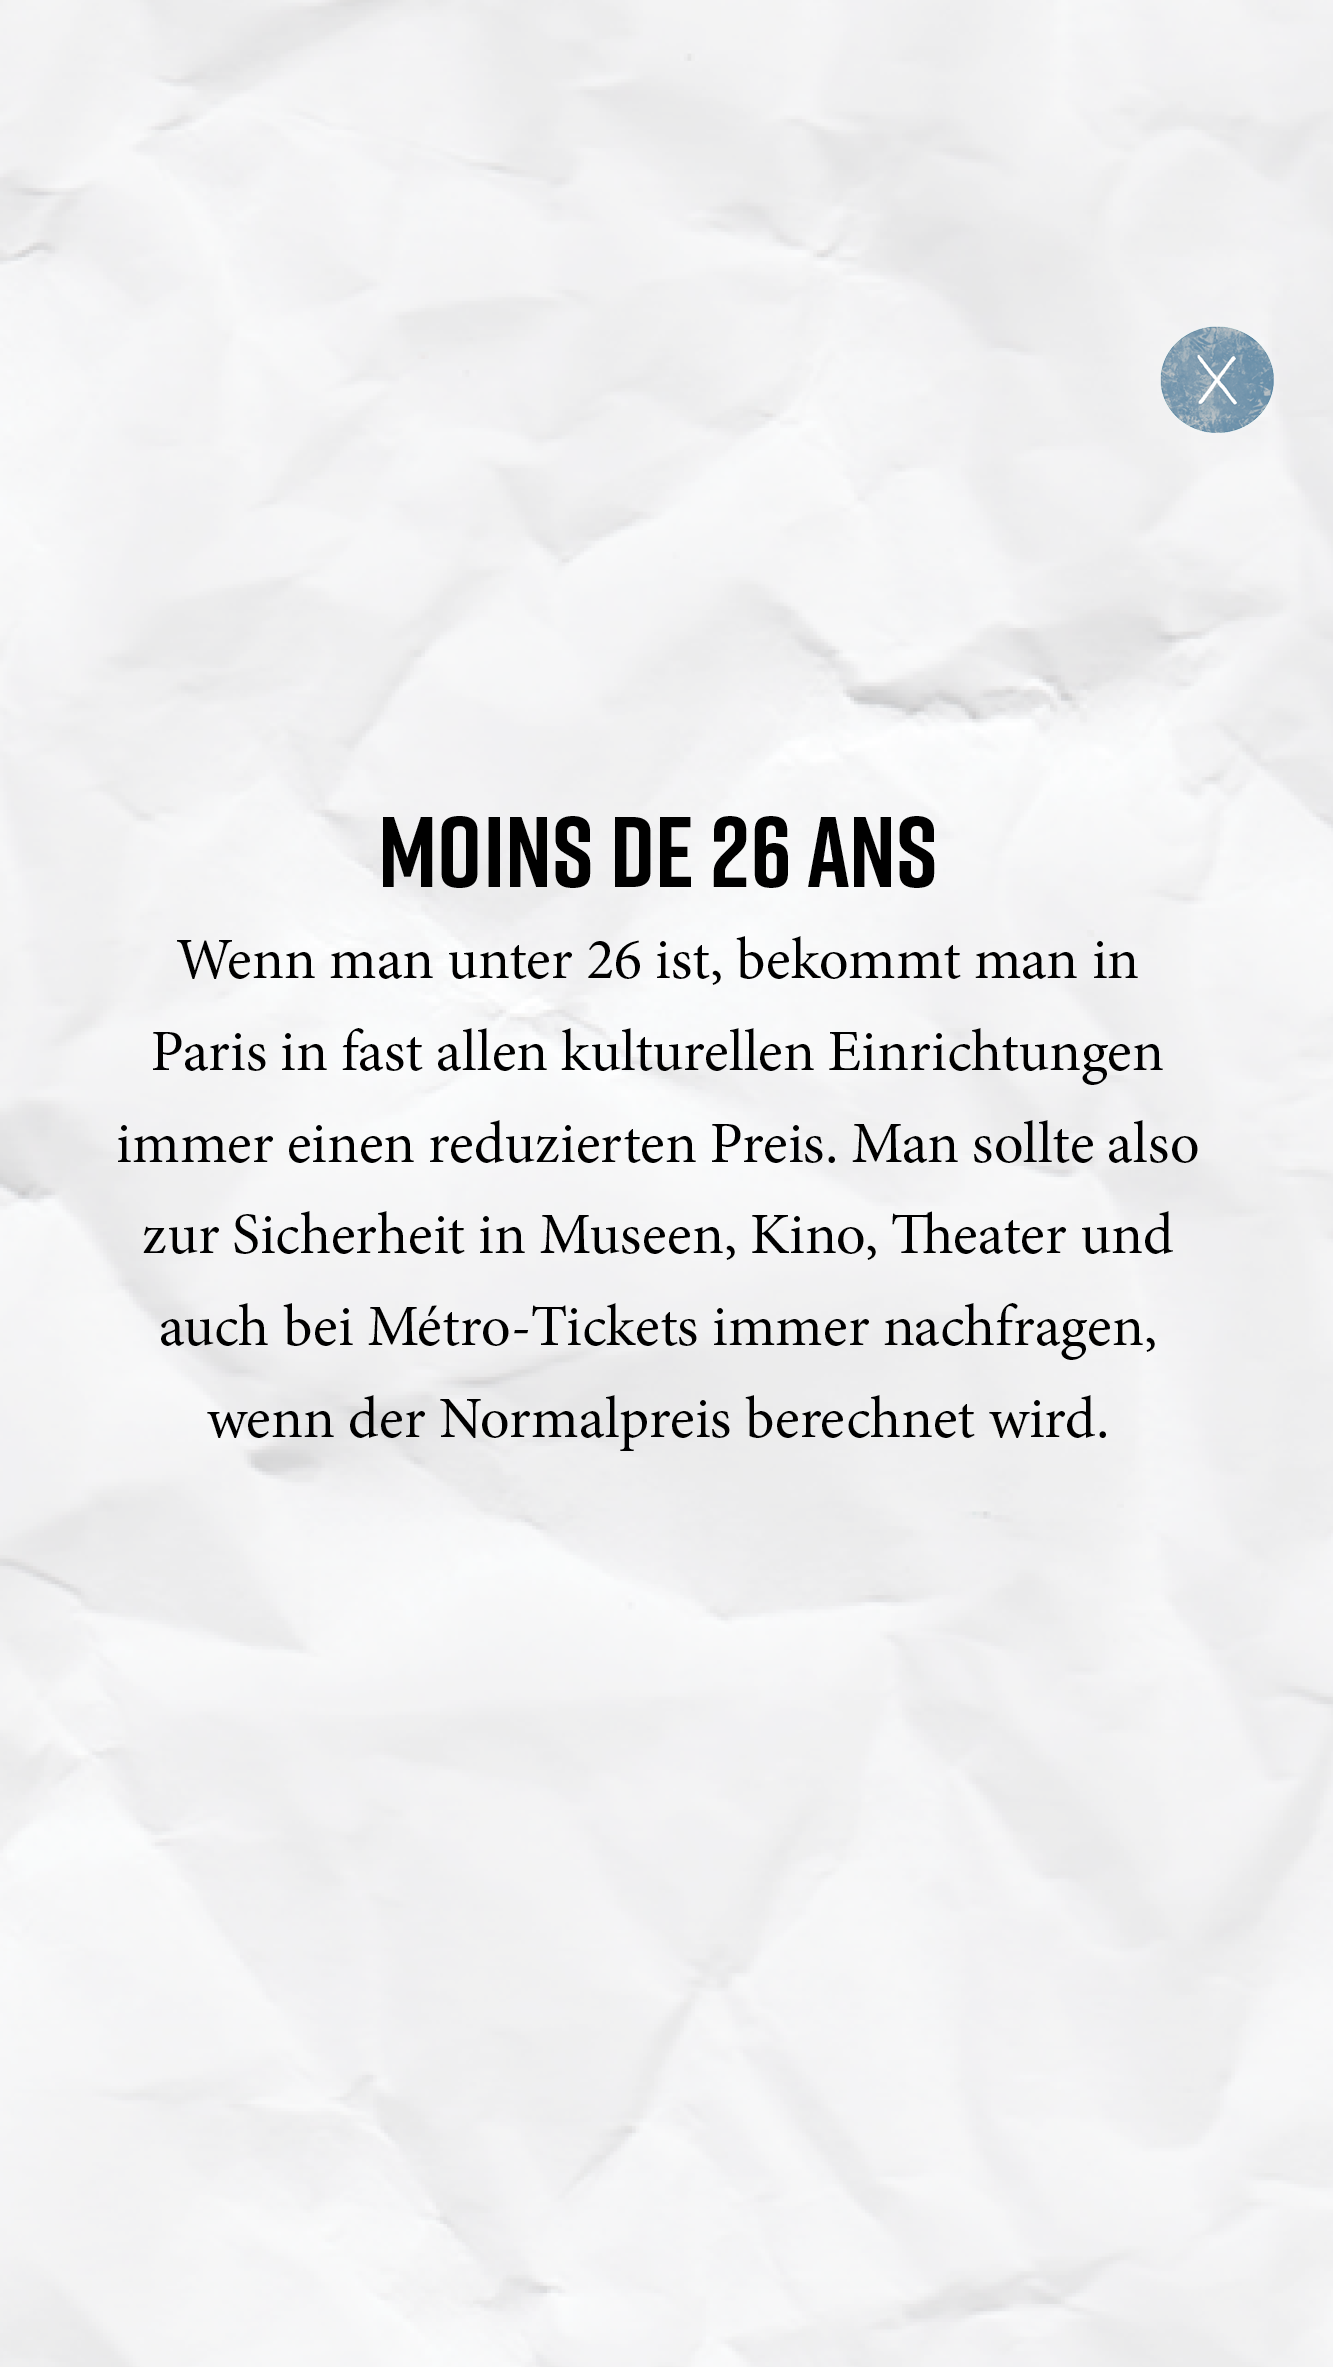 X
MOINS DE 26 ANS
Wenn man unter 26 ist, bekommt man in
Paris in fast allen kulturellen Einrichtungen
immer einen reduzierten Preis. Man sollte also
zur Sicherheit in Museen, Kino, Theater und
auch bei Métro-Tickets immer nachfragen,
wenn der Normalpreis berechnet wird.